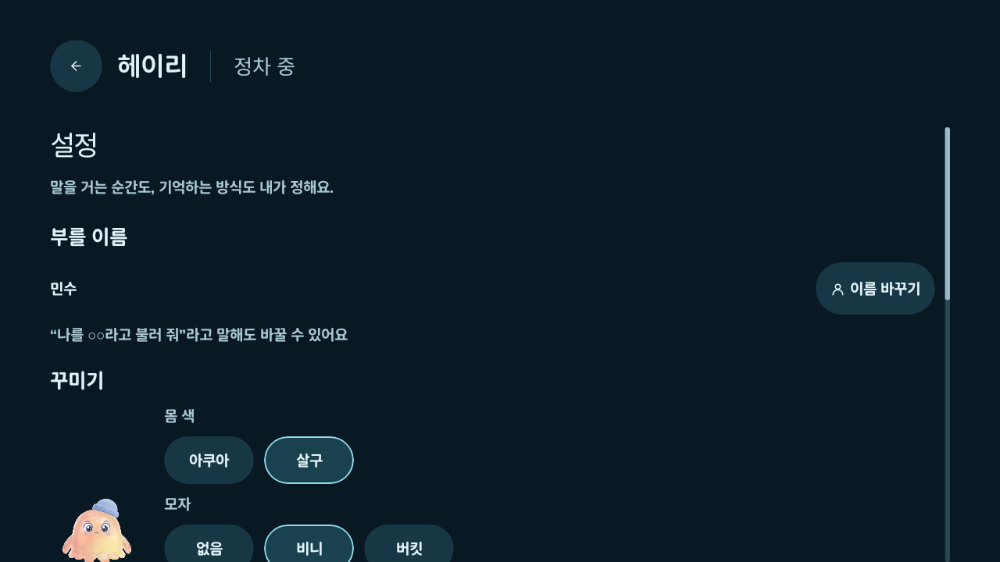 헤이리
정차 중
설정
말을 거는 순간도, 기억하는 방식도 내가 정해요.
부를 이름
민수
이름 바꾸기
“나를 ○○라고 불러 줘”라고 말해도 바꿀 수 있어요
꾸미기
몸 색
아쿠아
살구
모자
없음
비니
버킷